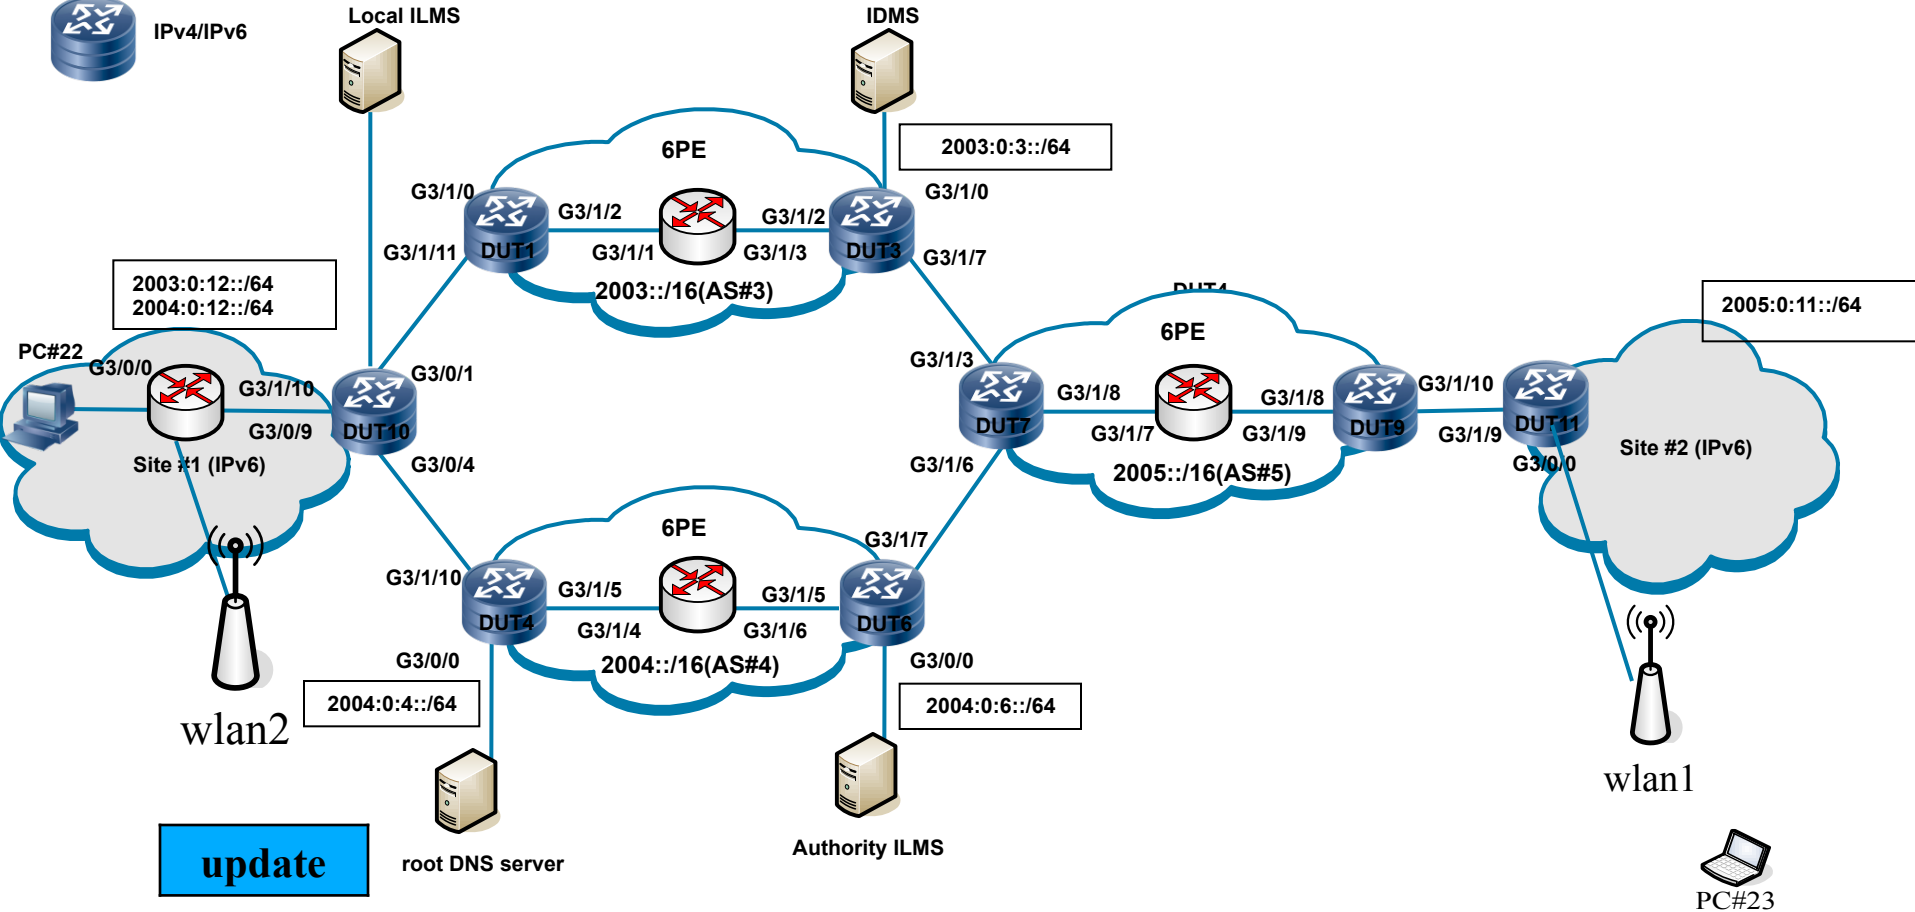 Local ILMS
IDMS
IPv4/IPv6
6PE
2003:0:3::/64
G3/1/0
G3/1/0
G3/1/2
G3/1/2
DUT1
DUT3
G3/1/11
G3/1/1
G3/1/3
G3/1/7
2003::/16(AS#3)
2003:0:12::/64
2004:0:12::/64
DUT4
2005:0:11::/64
6PE
PC#22
G3/0/0
G3/0/1
G3/1/3
G3/1/10
G3/1/8
G3/1/8
G3/1/10
G3/0/9
DUT10
DUT7
G3/1/7
G3/1/9
DUT9
G3/1/9
DUT11
Site #1 (IPv6)
G3/0/4
G3/1/6
2005::/16(AS#5)
G3/0/0
Site #2 (IPv6)
6PE
G3/1/7
G3/1/10
G3/1/5
G3/1/5
DUT4
G3/1/4
G3/1/6
DUT6
G3/0/0
2004::/16(AS#4)
G3/0/0
2004:0:4::/64
2004:0:6::/64
wlan2
wlan1
update
root DNS server
Authority ILMS
PC#23